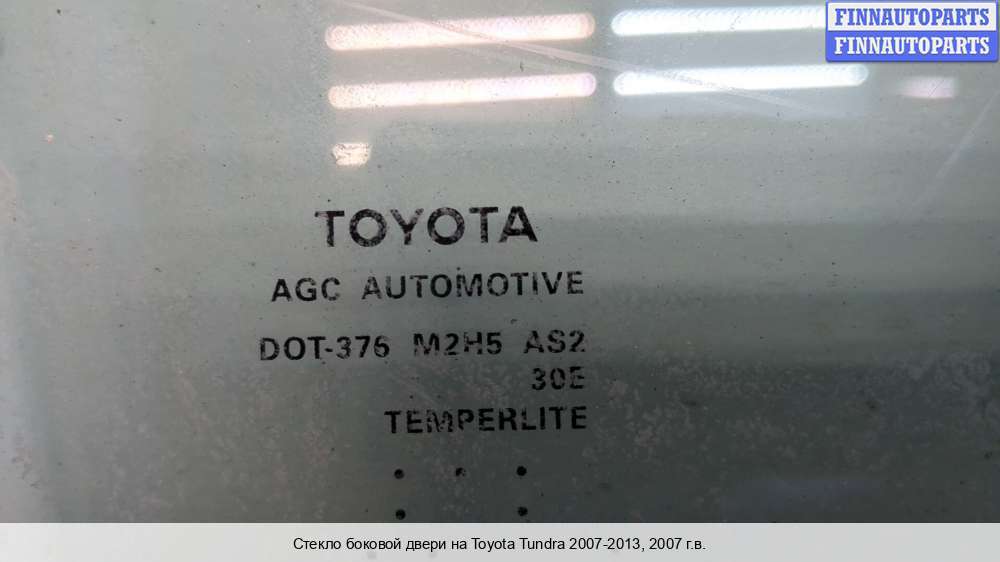 FINNAUTOPARTS
FINNAUTOPARTS
TOYOTA
AGC AUTOMOTIVE
DOT-376 M2H5 AS2
30E
TEMPERLITE
Стекло боковой двери на Toyota Tundra 2007-2013, 2007 г.в.